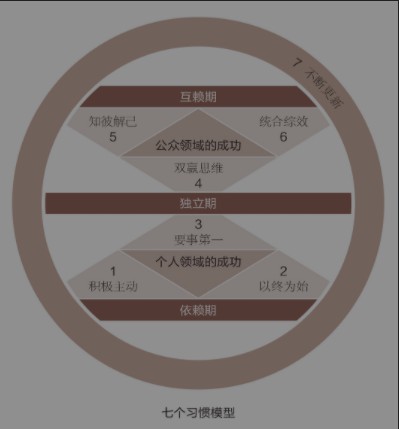 7 不断更新
互赖期
知彼解己
5
统合综效
6
公众领域的成功
双赢思维
4
独立期
3
要事第一
个人领域的成功
1
积极主动
2
以终为始
依赖期
七个习惯模型